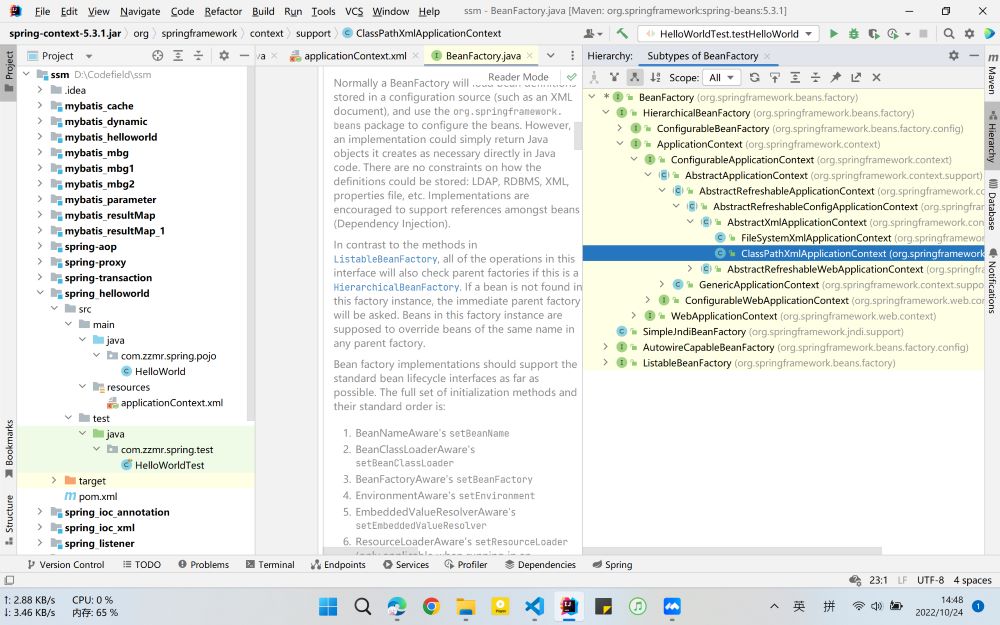 File Edit View Navigate Code Refactor Build Run Tools VCS Window Help ssm - BeanFactory.java [Maven: org.springframework:spring-beans:5.3.1]
spring-context-5.3.1.jar org springframework context support ClassPathXmlApplicationContext HelloWorldTest.testHelloWorld
Project
applicationContext.xml BeanFactory.java
Hierarchy: Subtypes of BeanFactory
Reader Mode
Scope: All
ssm D:\Codefield\ssm
.idea
mybatis_cache
mybatis_dynamic
mybatis_helloworld
mybatis_mbg
mybatis_mbg1
mybatis_mbg2
mybatis_parameter
mybatis_resultMap
mybatis_resultMap_1
spring-aop
spring-proxy
spring-transaction
spring_helloworld
src
main
java
com.zzmr.spring.pojo
HelloWorld
resources
applicationContext.xml
test
java
com.zzmr.spring.test
HelloWorldTest
target
pom.xml
spring_ioc_annotation
spring_ioc_xml
spring_listener
Normally a BeanFactory will load bean definitions
stored in a configuration source (such as an XML
document), and use the org.springframework.
beans package to configure the beans. However,
an implementation could simply return Java
objects it creates as necessary directly in Java
code. There are no constraints on how the
definitions could be stored: LDAP, RDBMS, XML,
properties file, etc. Implementations are
encouraged to support references amongst beans
(Dependency Injection).
In contrast to the methods in
ListableBeanFactory, all of the operations in this
interface will also check parent factories if this is a
HierarchicalBeanFactory. If a bean is not found in
this factory instance, the immediate parent factory
will be asked. Beans in this factory instance are
supposed to override beans of the same name in
any parent factory.
Bean factory implementations should support the
standard bean lifecycle interfaces as far as
possible. The full set of initialization methods and
their standard order is:
1. BeanNameAware's setBeanName
2. BeanClassLoaderAware's
setBeanClassLoader
3. BeanFactoryAware's setBeanFactory
4. EnvironmentAware's setEnvironment
5. EmbeddedValueResolverAware's
setEmbeddedValueResolver
6. ResourceLoaderAware's setResourceLoader
* BeanFactory (org.springframework.beans.factory)
HierarchicalBeanFactory (org.springframework.beans.factory)
ConfigurableBeanFactory (org.springframework.beans.factory.config)
ApplicationContext (org.springframework.context)
ConfigurableApplicationContext (org.springframework.context)
AbstractApplicationContext (org.springframework.context.support)
AbstractRefreshableApplicationContext (org.springframework.c
AbstractRefreshableConfigApplicationContext (org.springfram
AbstractXmlApplicationContext (org.springframework.cont
FileSystemXmlApplicationContext (org.springframework
ClassPathXmlApplicationContext (org.springframework
AbstractRefreshableWebApplicationContext (org.springfram
GenericApplicationContext (org.springframework.context.suppo
ConfigurableWebApplicationContext (org.springframework.web.co
WebApplicationContext (org.springframework.web.context)
SimpleJndiBeanFactory (org.springframework.jndi.support)
AutowireCapableBeanFactory (org.springframework.beans.factory.config)
ListableBeanFactory (org.springframework.beans.factory)
Project
Bookmarks
Structure
Maven
Hierarchy
Database
Notifications
Version Control TODO Problems Terminal Endpoints Services Profiler Dependencies Spring
23:1 LF UTF-8 4 spaces
↑: 2.88 KB/s CPU: 0 %
↓: 3.46 KB/s 内存: 65 %
英 拼 14:48
2022/10/24 1